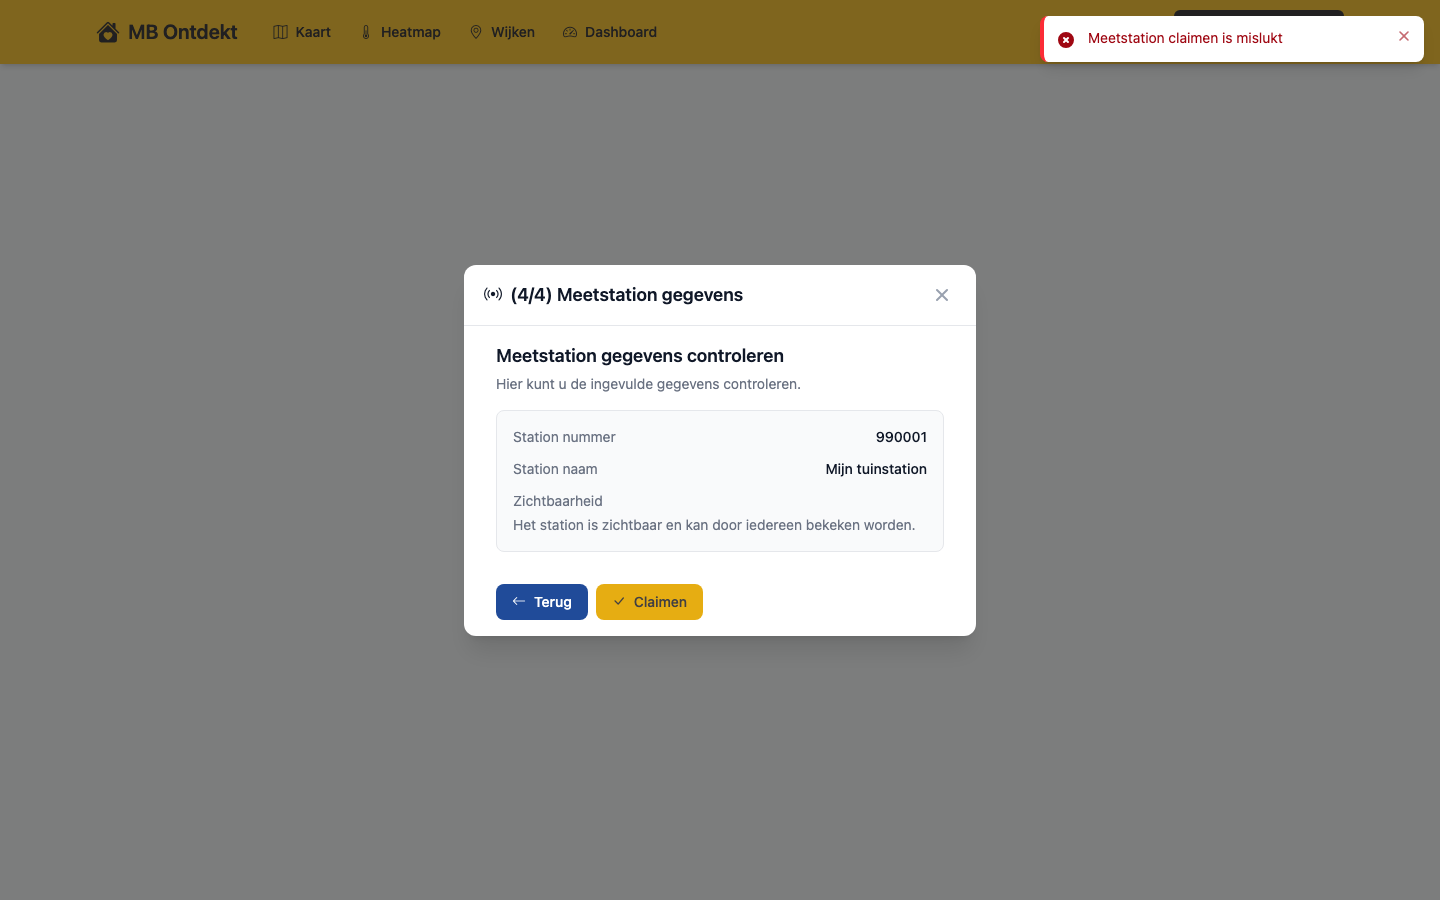 MB Ontdekt
Kaart
Heatmap
Wijken
Dashboard
Meetstation claimen is mislukt
(4/4) Meetstation gegevens
Meetstation gegevens controleren
Hier kunt u de ingevulde gegevens controleren.
Station nummer 990001
Station naam Mijn tuinstation
Zichtbaarheid
Het station is zichtbaar en kan door iedereen bekeken worden.
Terug
Claimen